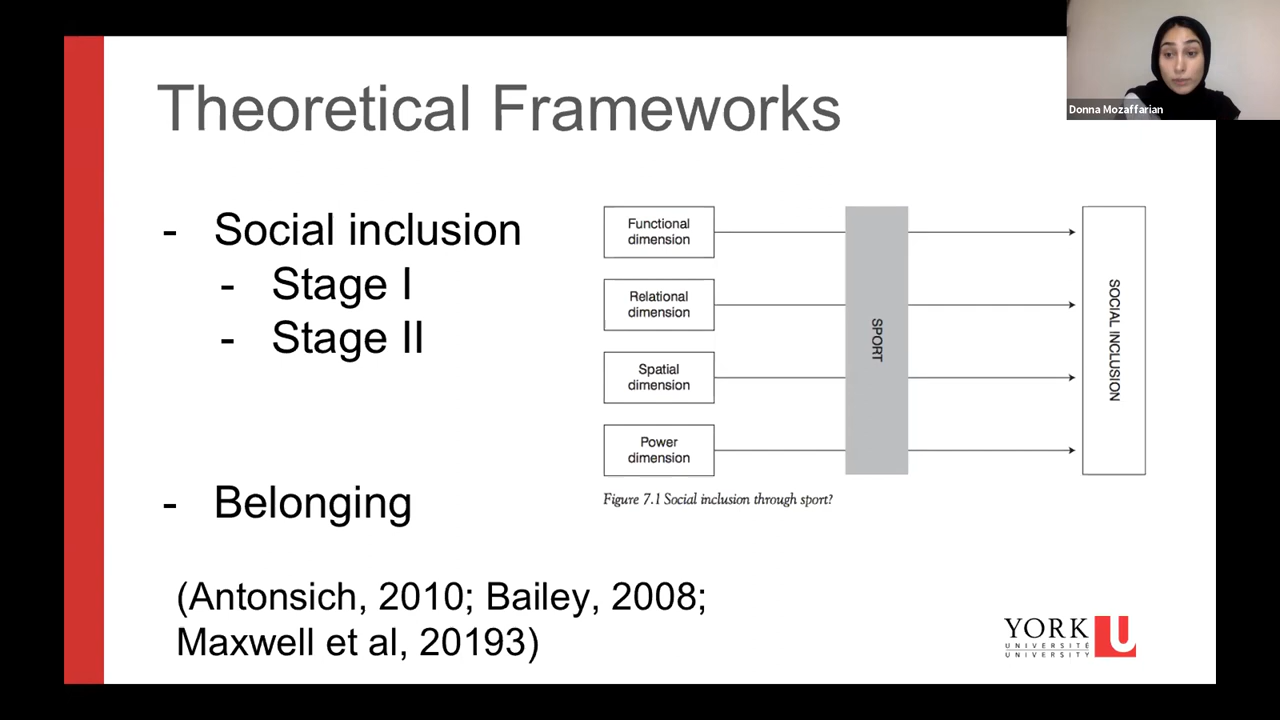 Theoretical Frameworks
Donna Mozaffarian
- Social inclusion
- Stage I
- Stage II
- Belonging
(Antonsich, 2010; Bailey, 2008;
Maxwell et al, 20193)
Functional
dimension
Relational
dimension
Spatial
dimension
Power
dimension
SPORT
SOCIAL INCLUSION
Figure 7.1 Social inclusion through sport?
YORK U
UNIVERSITÉ
UNIVERSITY